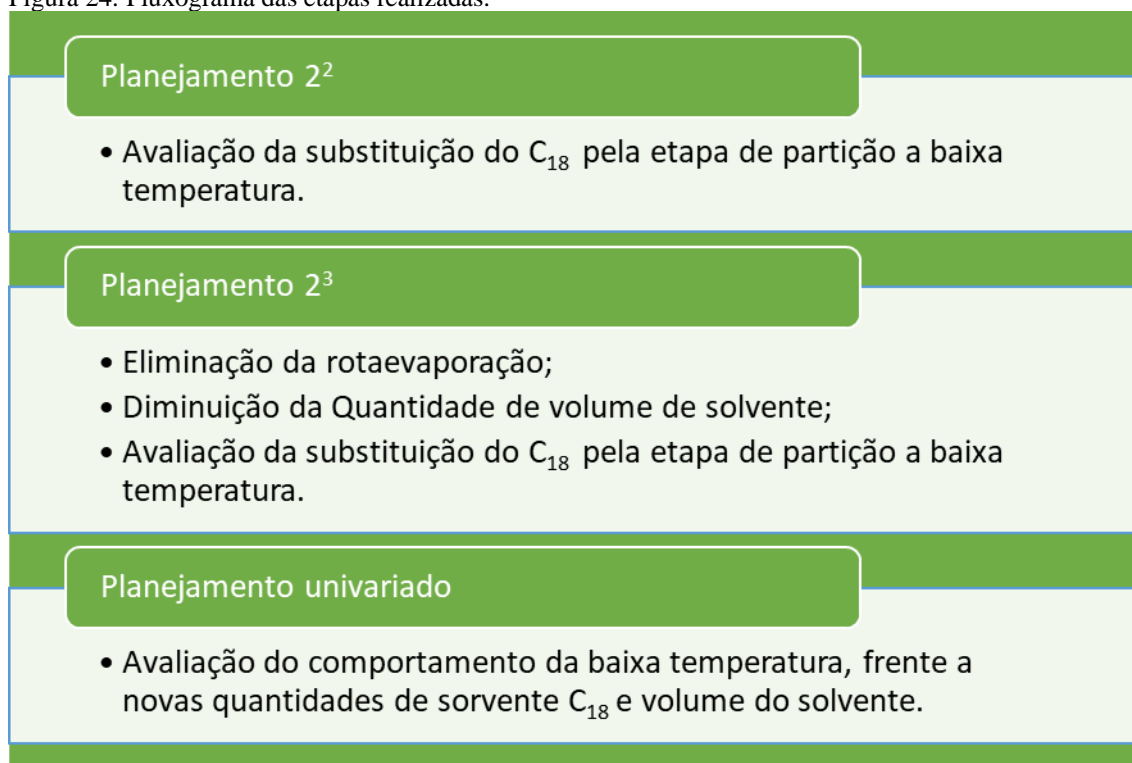 Figura 24: Fluxograma das etapas realizadas.
Planejamento 2²
• Avaliação da substituição do C₁₈ pela etapa de partição a baixa
temperatura.
Planejamento 2³
• Eliminação da rotaevaporação;
• Diminuição da Quantidade de volume de solvente;
• Avaliação da substituição do C₁₈ pela etapa de partição a baixa
temperatura.
Planejamento univariado
• Avaliação do comportamento da baixa temperatura, frente a
novas quantidades de sorvente C₁₈ e volume do solvente.